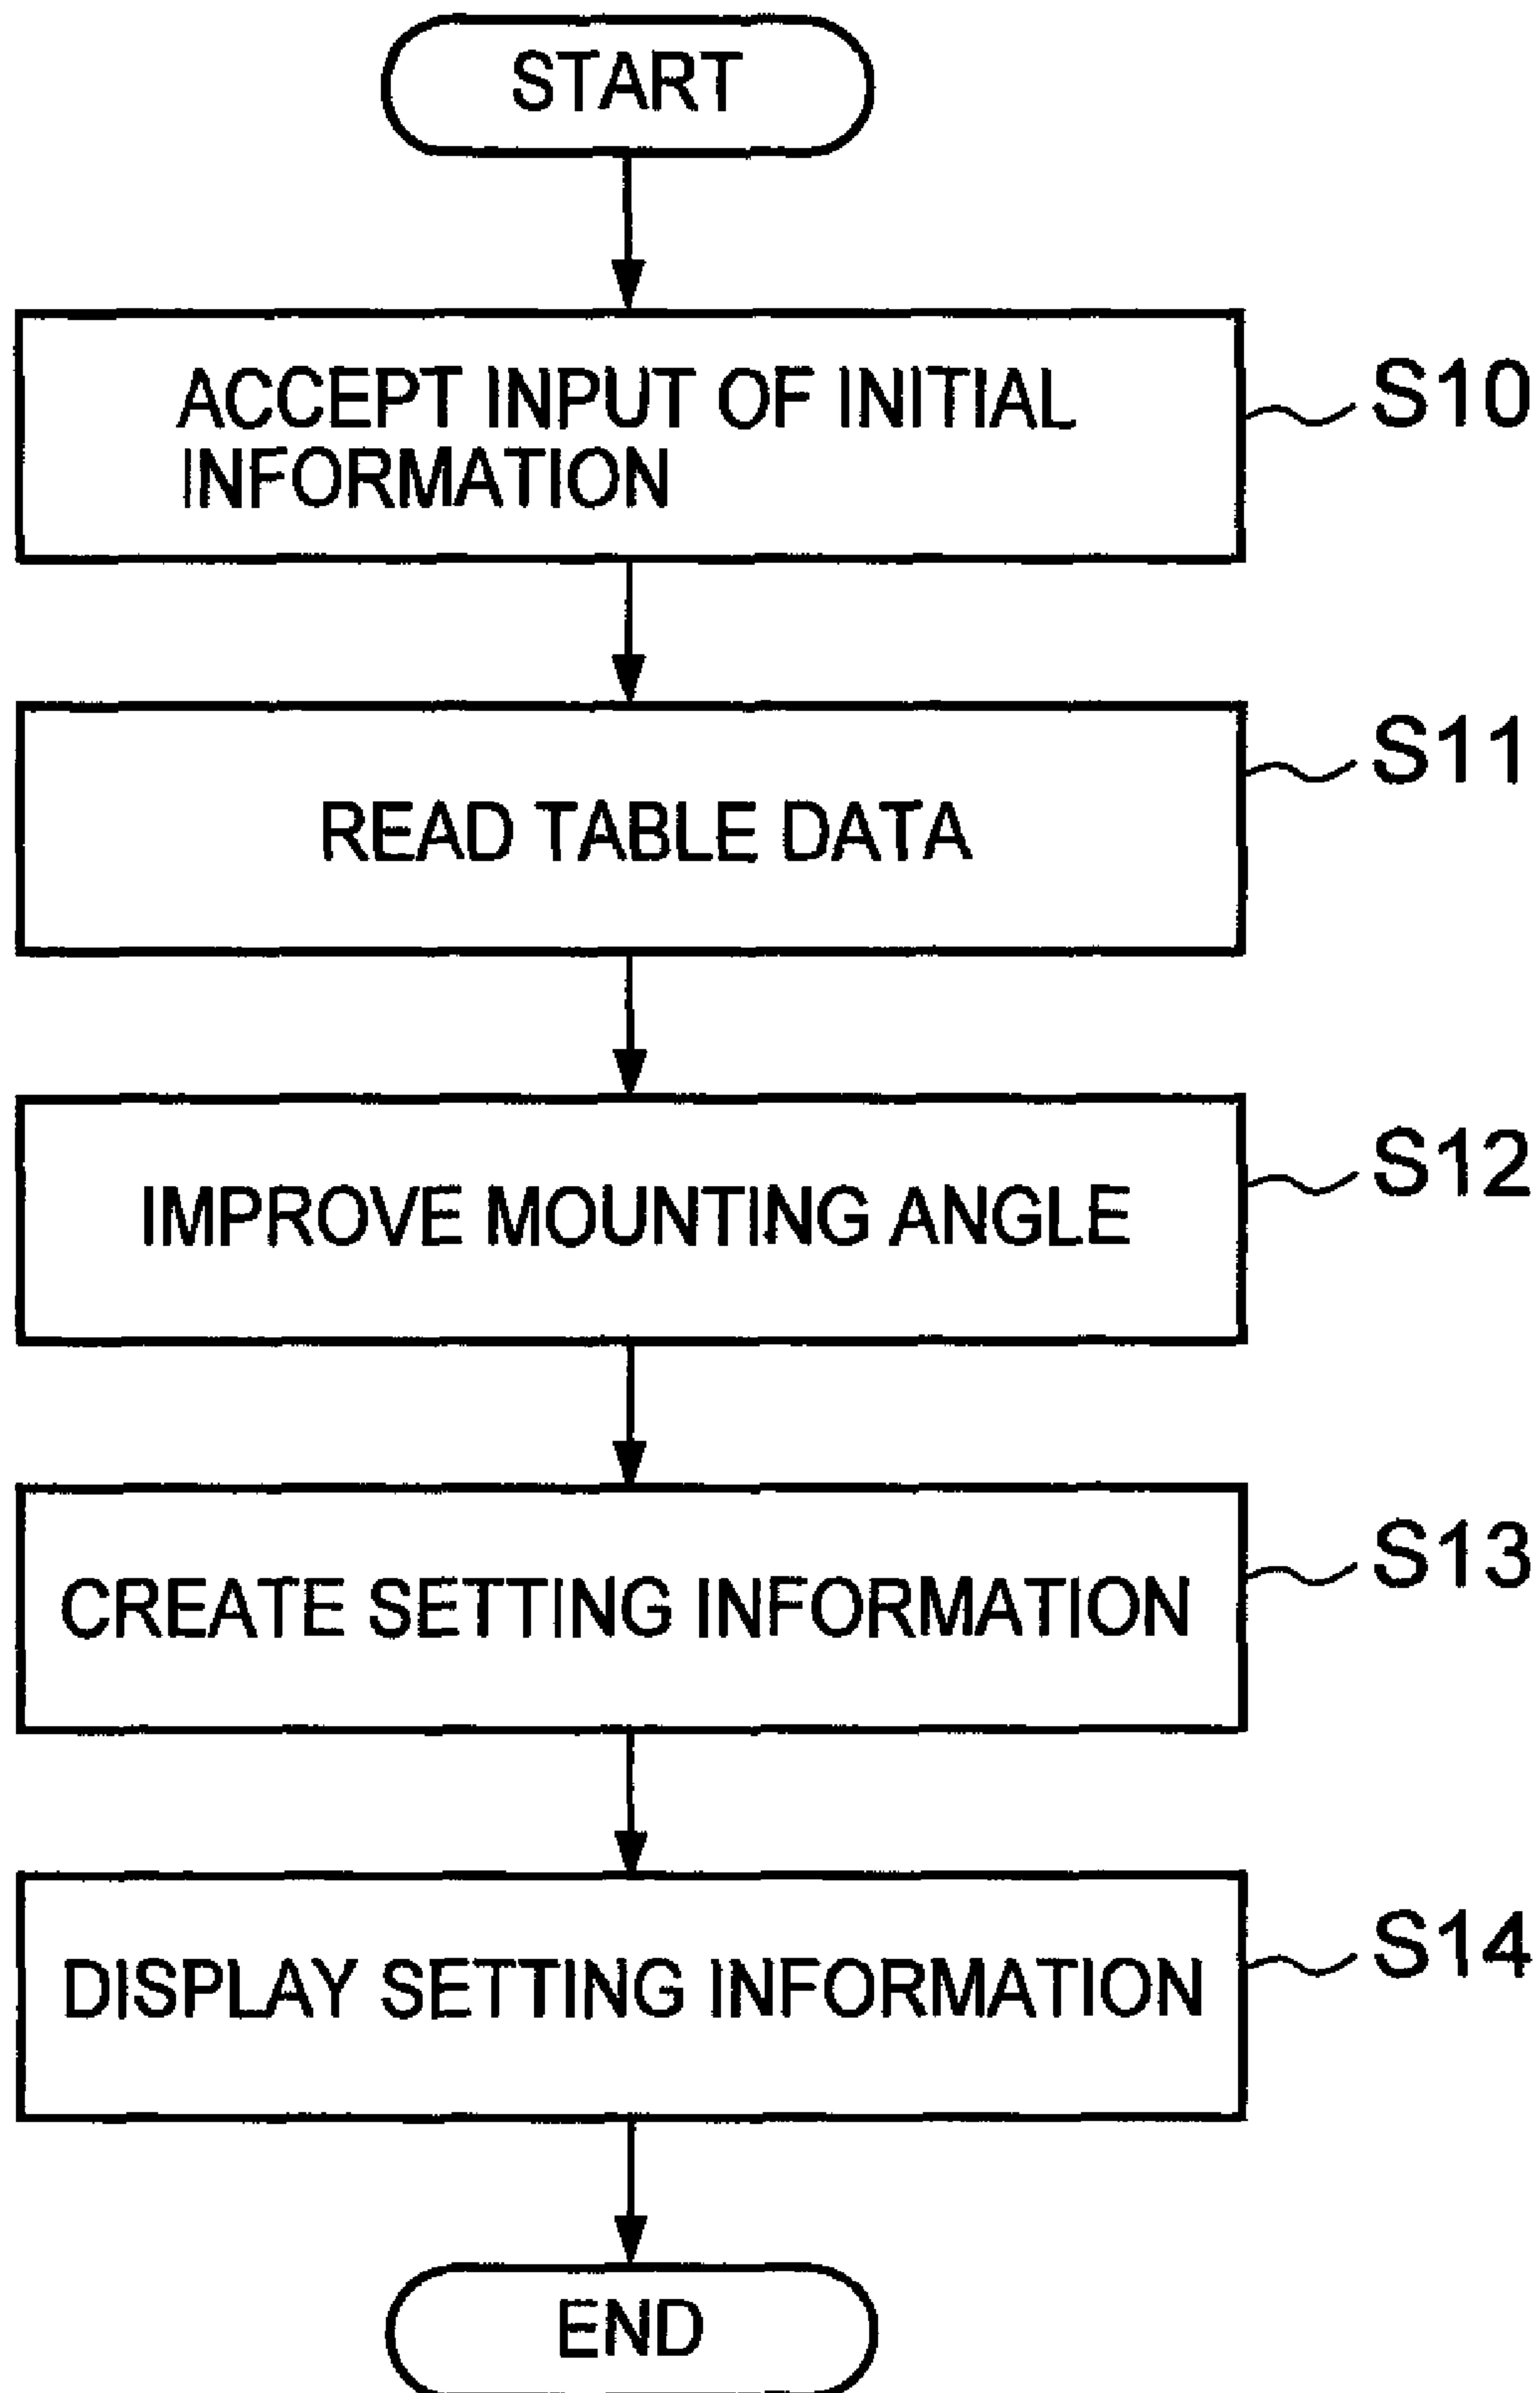 START
ACCEPT INPUT OF INITIAL
INFORMATION
S10
READ TABLE DATA
S11
IMPROVE MOUNTING ANGLE
S12
CREATE SETTING INFORMATION
S13
DISPLAY SETTING INFORMATION
S14
END